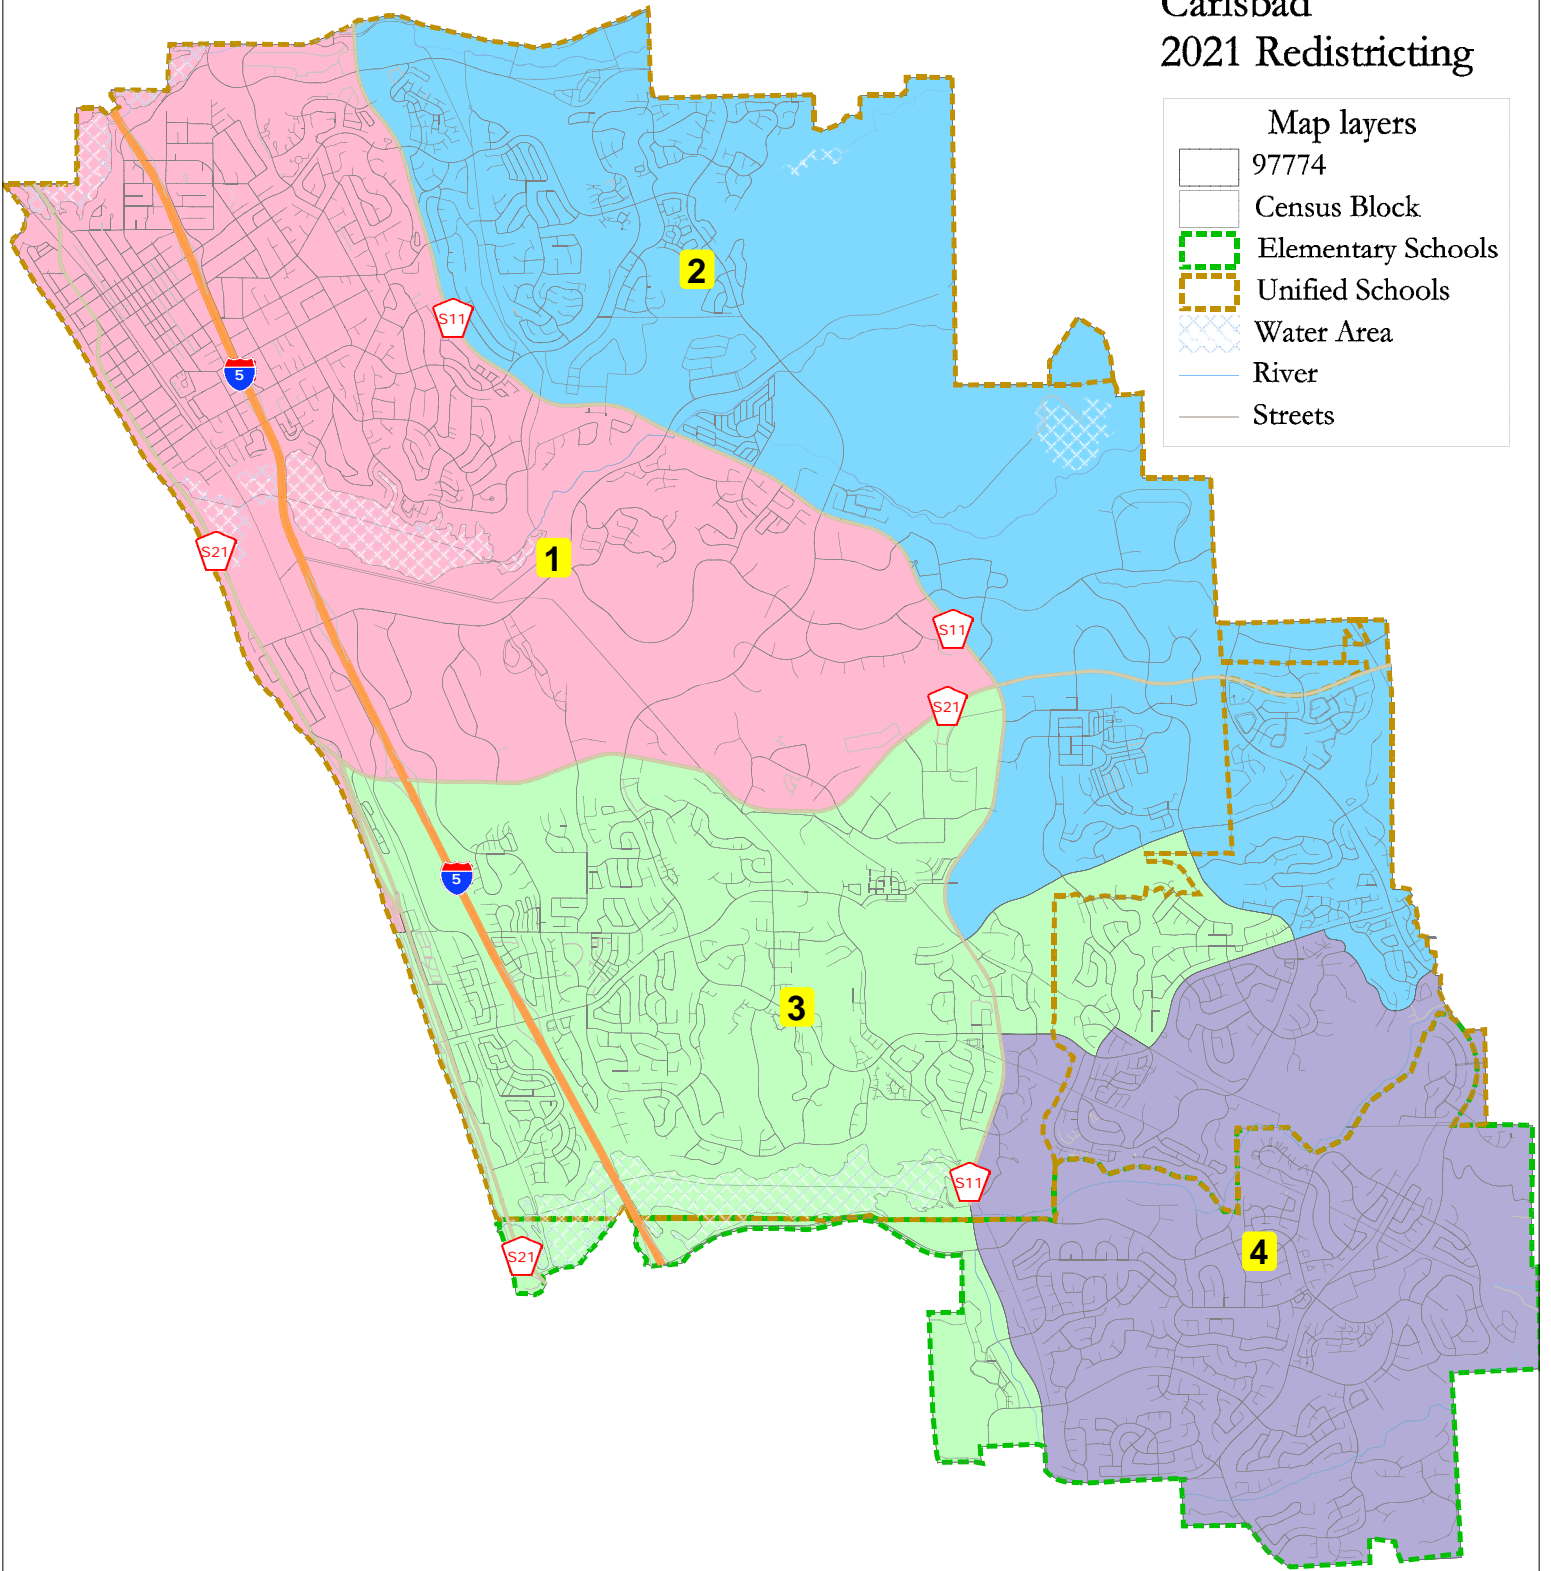 Carlsbad
2021 Redistricting
Map layers
97774
Census Block
Elementary Schools
Unified Schools
Water Area
River
Streets
2
S11
5
S21
1
S11
S21
5
3
S11
S21
4